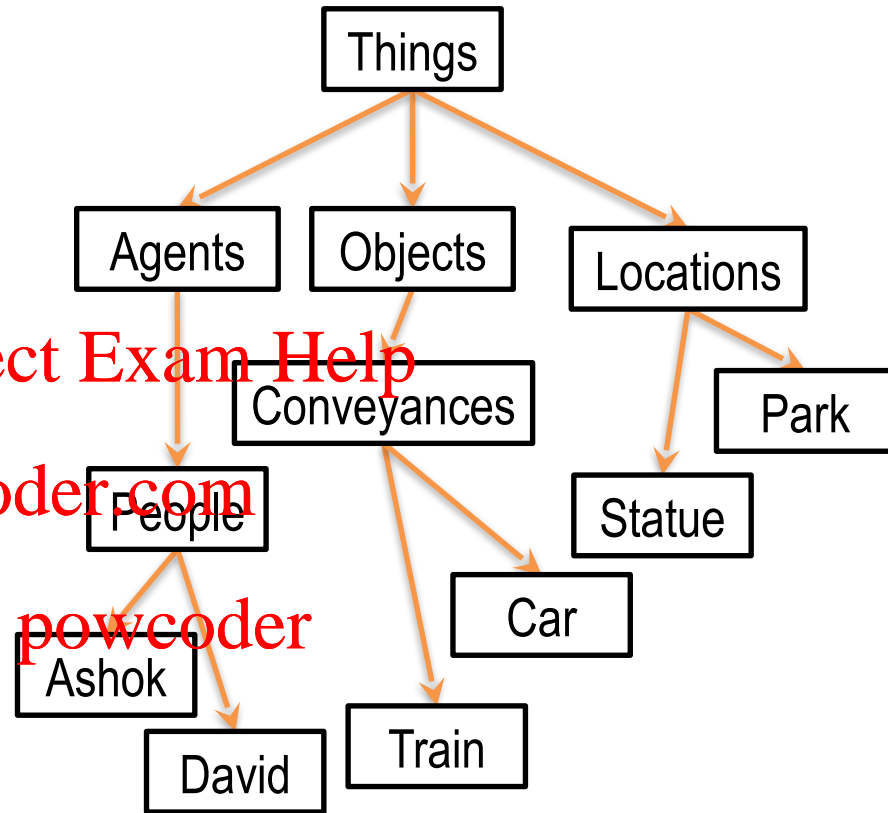 Things
Agents
Objects
Locations
ect Exam Help
Conveyances
Park
oder.com
People
Statue
Car
powcoder
Ashok
Train
David